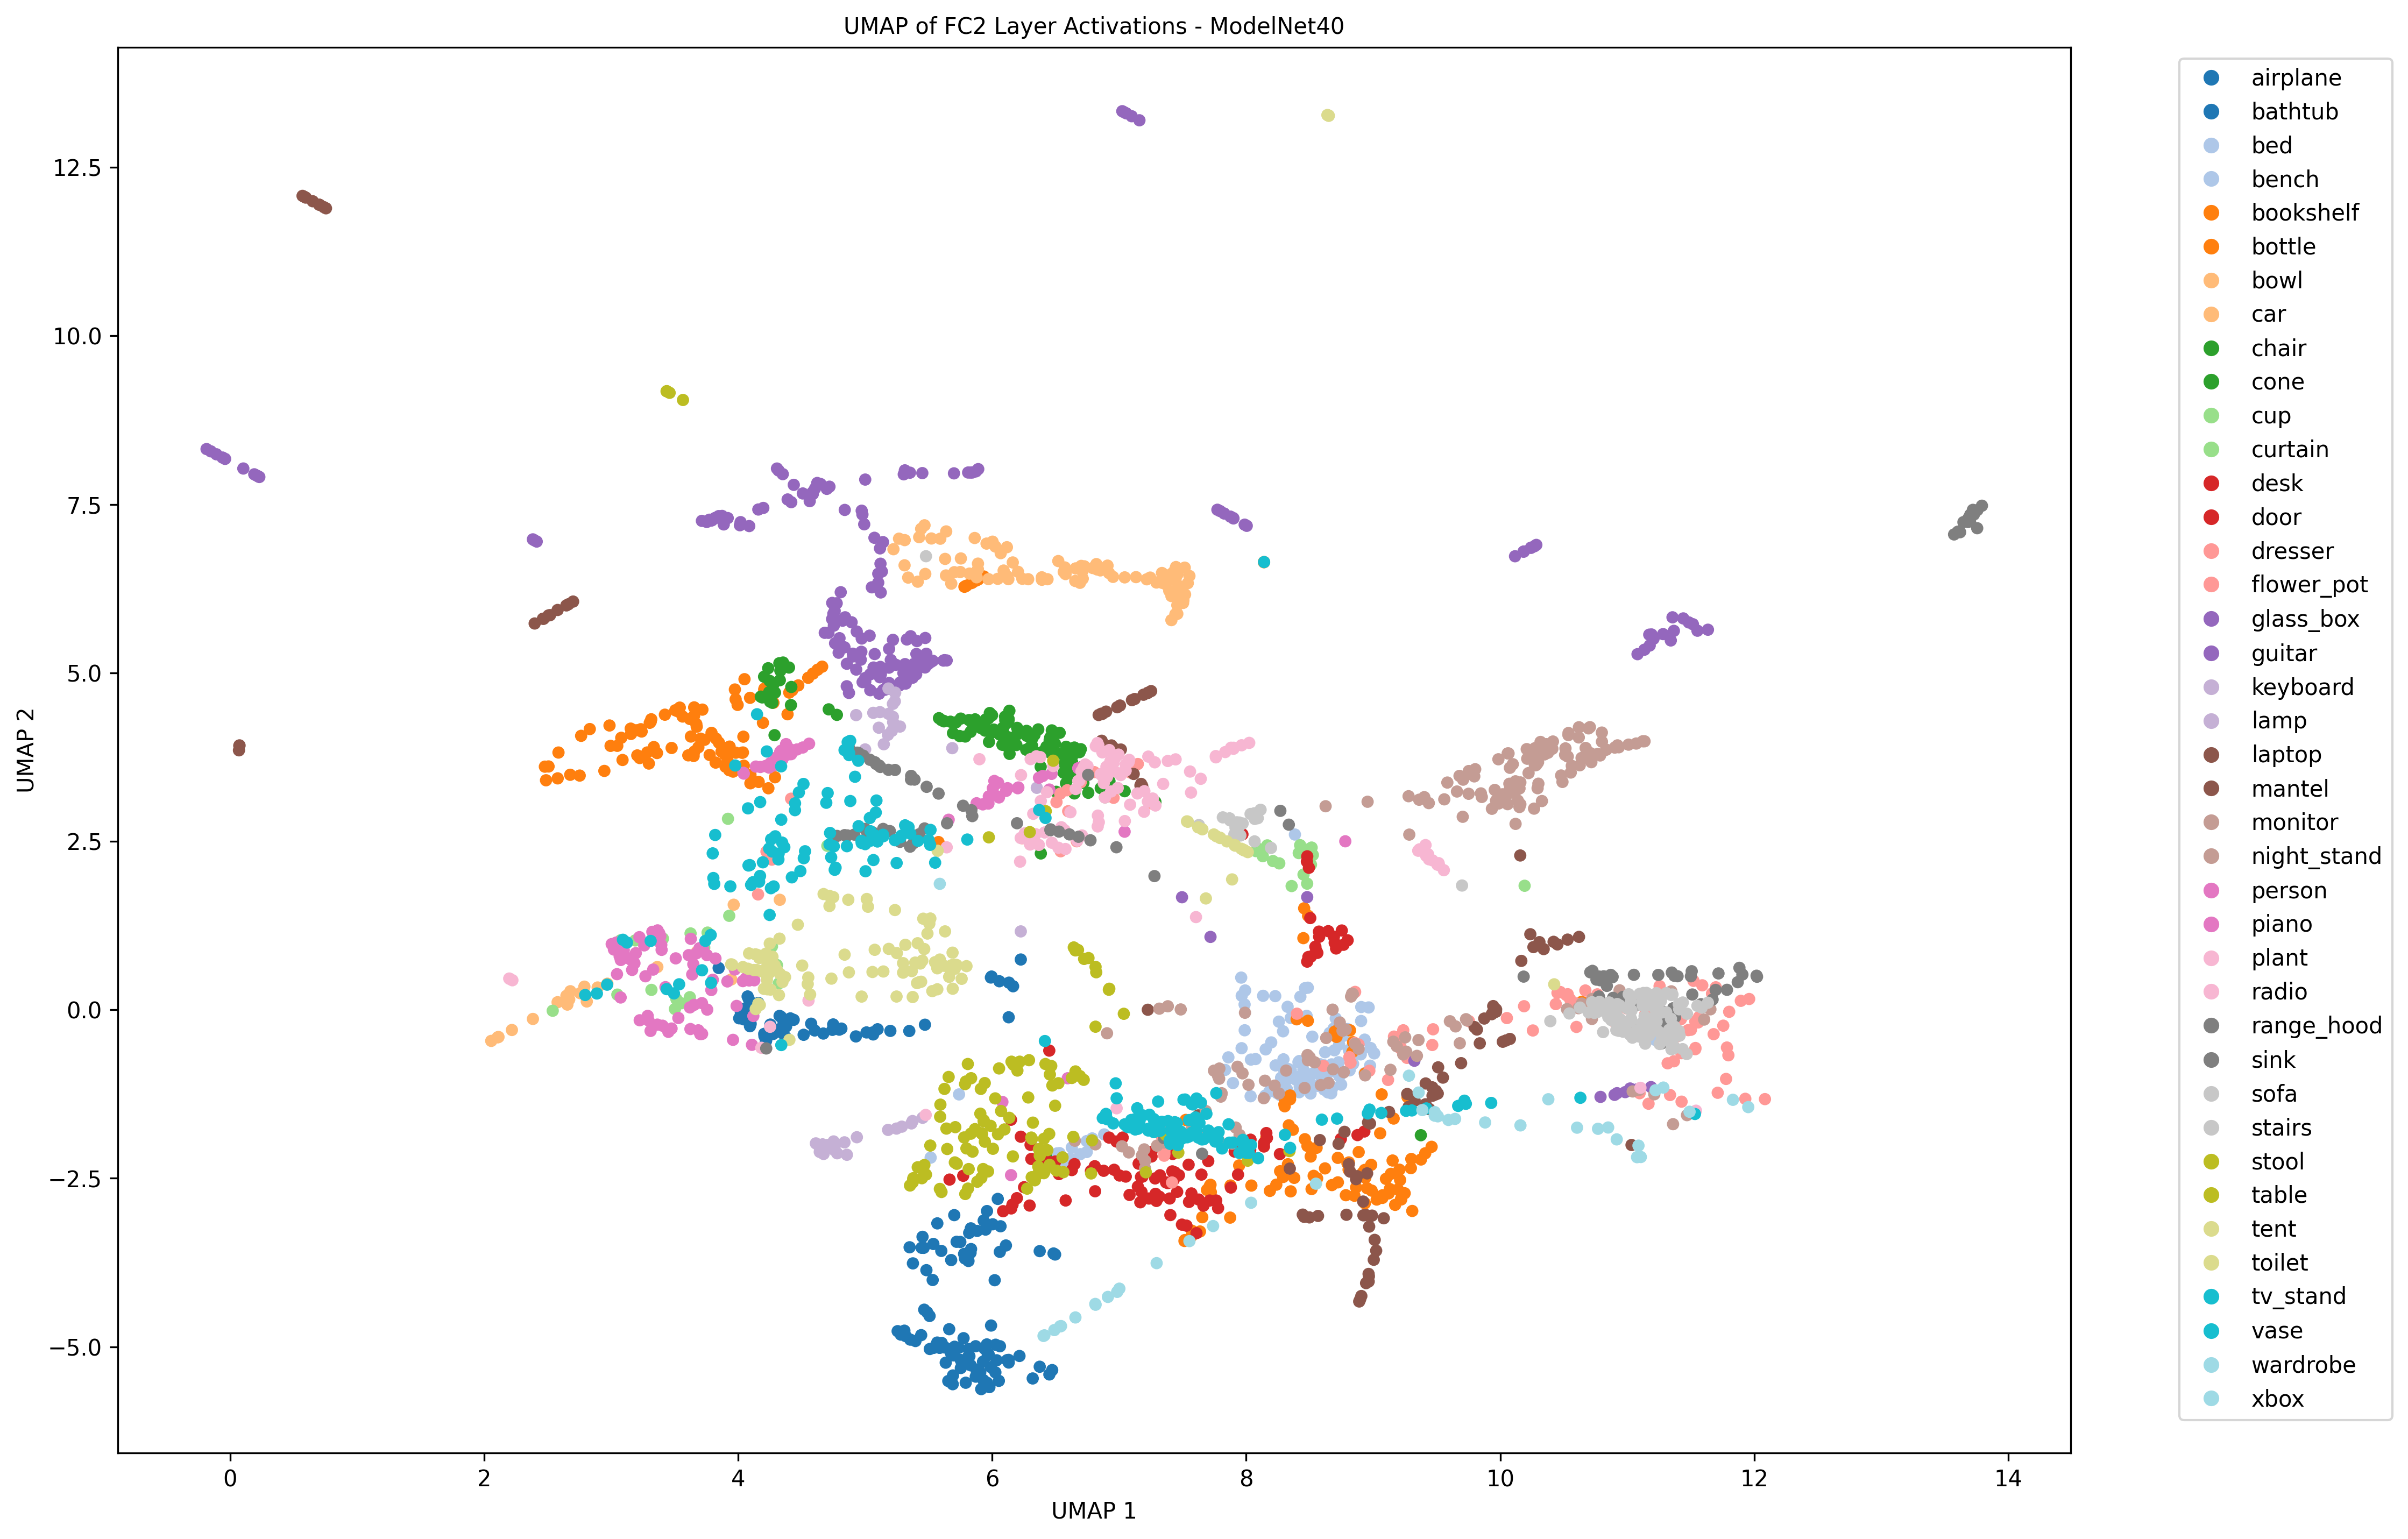 UMAP of FC2 Layer Activations - ModelNet40
12.5
10.0
7.5
5.0
2.5
0.0
−2.5
−5.0
UMAP 2
0
2
4
6
8
10
12
14
UMAP 1
airplane
bathtub
bed
bench
bookshelf
bottle
bowl
car
chair
cone
cup
curtain
desk
door
dresser
flower_pot
glass_box
guitar
keyboard
lamp
laptop
mantel
monitor
night_stand
person
piano
plant
radio
range_hood
sink
sofa
stairs
stool
table
tent
toilet
tv_stand
vase
wardrobe
xbox